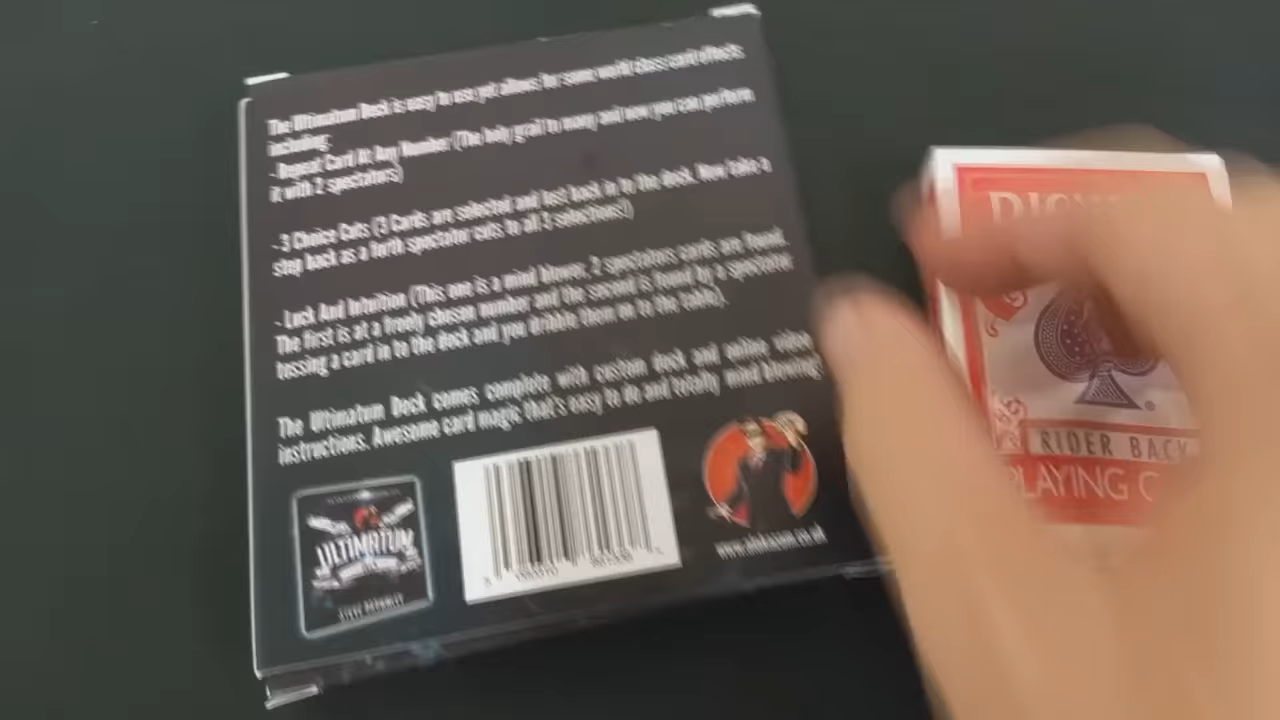 The Ultimatum Deck is easy to use yet allows for some world class card effects
including:
- Repeat Card At Any Number (The holy grail to many and now you can perform
it with 2 spectators)
- 3 Choice Cuts (3 Cards are selected and lost back in to the deck. Now take a
step back as a forth spectator cuts to all 3 selections!)
- Luck And Intuition (This one is a mind blower. 2 spectators cards are found.
The first is at a freely chosen number and the second is found by a spectator
tossing a card in to the deck and you dribble them on to the table).
The Ultimatum Deck comes complete with custom deck and online video
instructions. Awesome card magic that's easy to do and totally mind blowing!
ULTIMATUM
RIDER BACK
PLAYING C